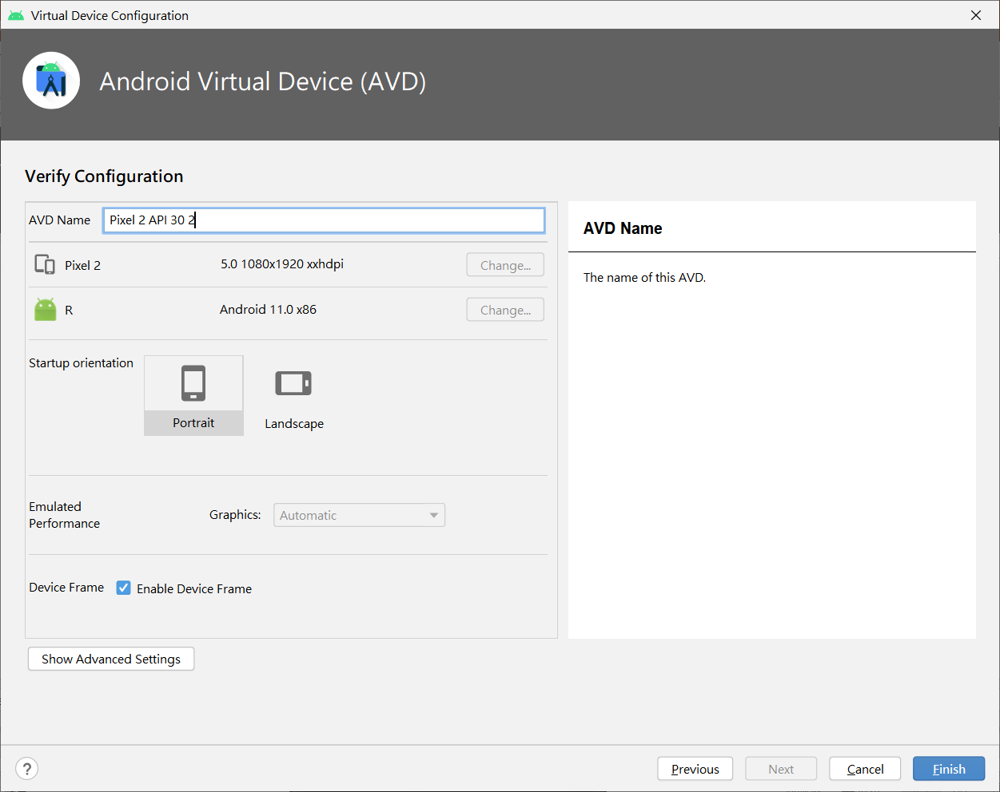 Virtual Device Configuration
Android Virtual Device (AVD)
Verify Configuration
AVD Name
Pixel 2 API 30 2
Pixel 2
5.0 1080x1920 xxhdpi
Change...
R
Android 11.0 x86
Change...
Startup orientation
Portrait
Landscape
Emulated
Performance
Graphics:
Automatic
Device Frame
Enable Device Frame
Show Advanced Settings
AVD Name
The name of this AVD.
?
Previous
Next
Cancel
Finish